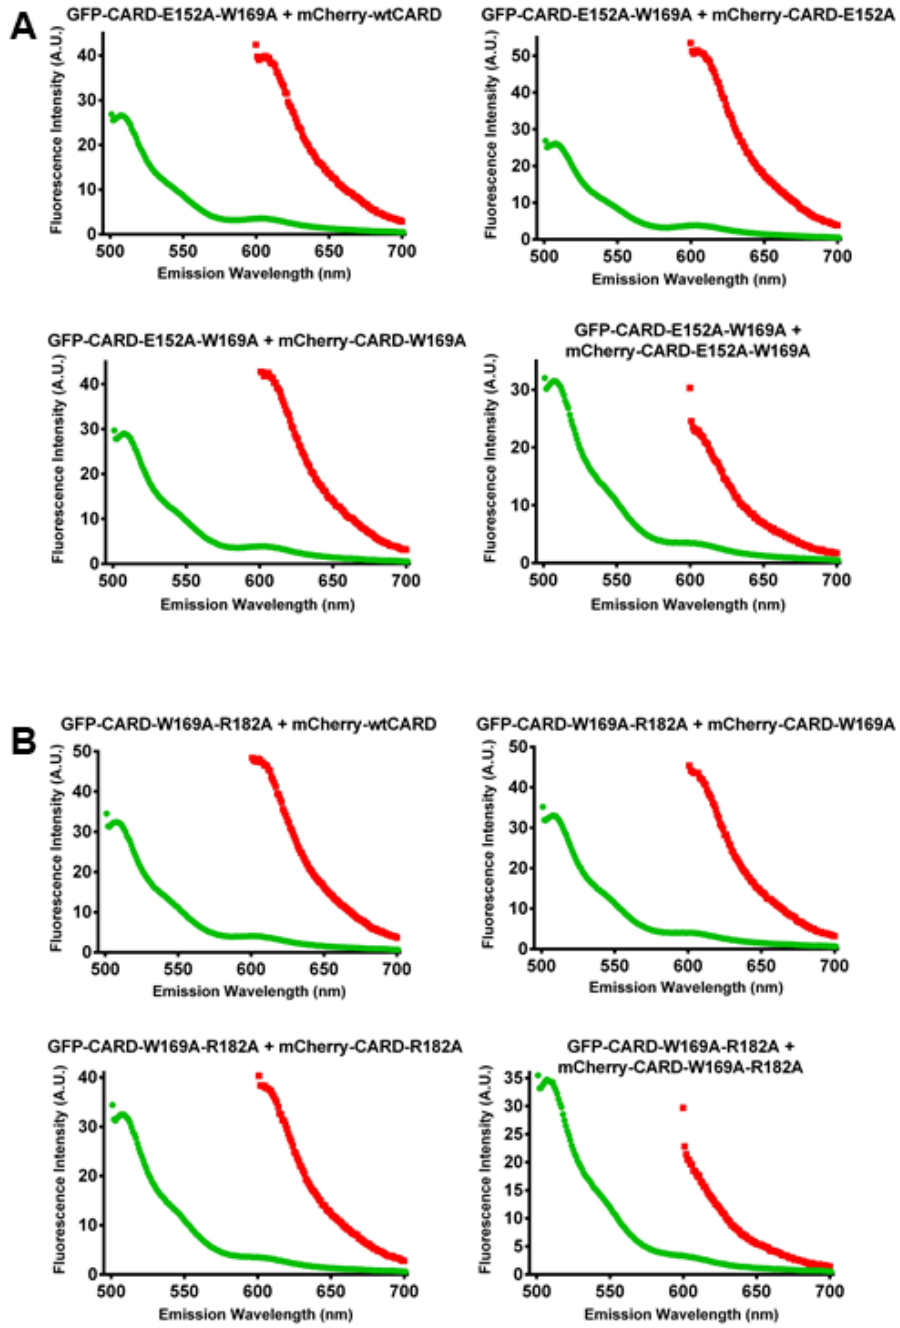 A
GFP-CARD-E152A-W169A + mCherry-wtCARD
Fluorescence Intensity (A.U.)
40
30
20
10
0
500 550 600 650 700
Emission Wavelength (nm)
GFP-CARD-E152A-W169A + mCherry-CARD-E152A
Fluorescence Intensity (A.U.)
50
40
30
20
10
0
500 550 600 650 700
Emission Wavelength (nm)
GFP-CARD-E152A-W169A + mCherry-CARD-W169A
Fluorescence Intensity (A.U.)
40
30
20
10
0
500 550 600 650 700
Emission Wavelength (nm)
GFP-CARD-E152A-W169A +
mCherry-CARD-E152A-W169A
Fluorescence Intensity (A.U.)
30
20
10
0
500 550 600 650 700
Emission Wavelength (nm)
B
GFP-CARD-W169A-R182A + mCherry-wtCARD
Fluorescence Intensity (A.U.)
50
40
30
20
10
0
500 550 600 650 700
Emission Wavelength (nm)
GFP-CARD-W169A-R182A + mCherry-CARD-W169A
Fluorescence Intensity (A.U.)
50
40
30
20
10
0
500 550 600 650 700
Emission Wavelength (nm)
GFP-CARD-W169A-R182A + mCherry-CARD-R182A
Fluorescence Intensity (A.U.)
40
30
20
10
0
500 550 600 650 700
Emission Wavelength (nm)
GFP-CARD-W169A-R182A +
mCherry-CARD-W169A-R182A
Fluorescence Intensity (A.U.)
35
30
25
20
15
10
5
0
500 550 600 650 700
Emission Wavelength (nm)